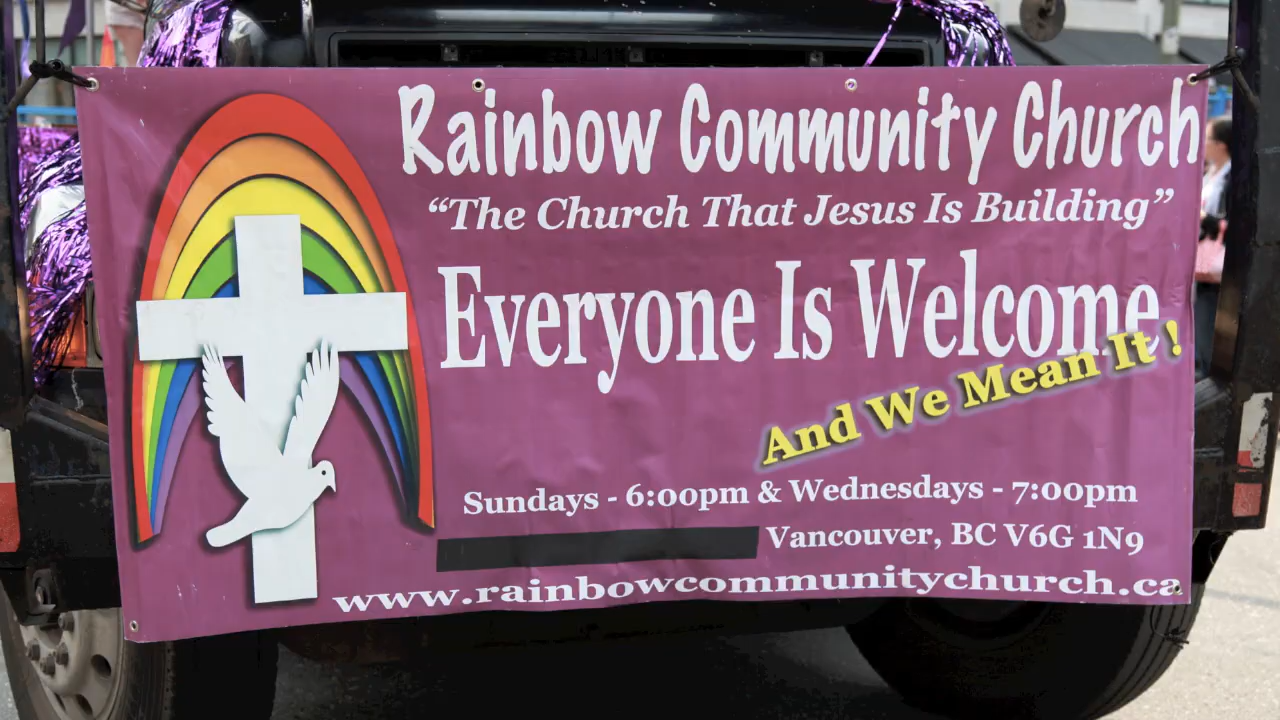 Rainbow Community Church
“The Church That Jesus Is Building”
Everyone Is Welcome
And We Mean It !
Sundays - 6:00pm & Wednesdays - 7:00pm
Vancouver, BC V6G 1N9
www.rainbowcommunitychurch.ca